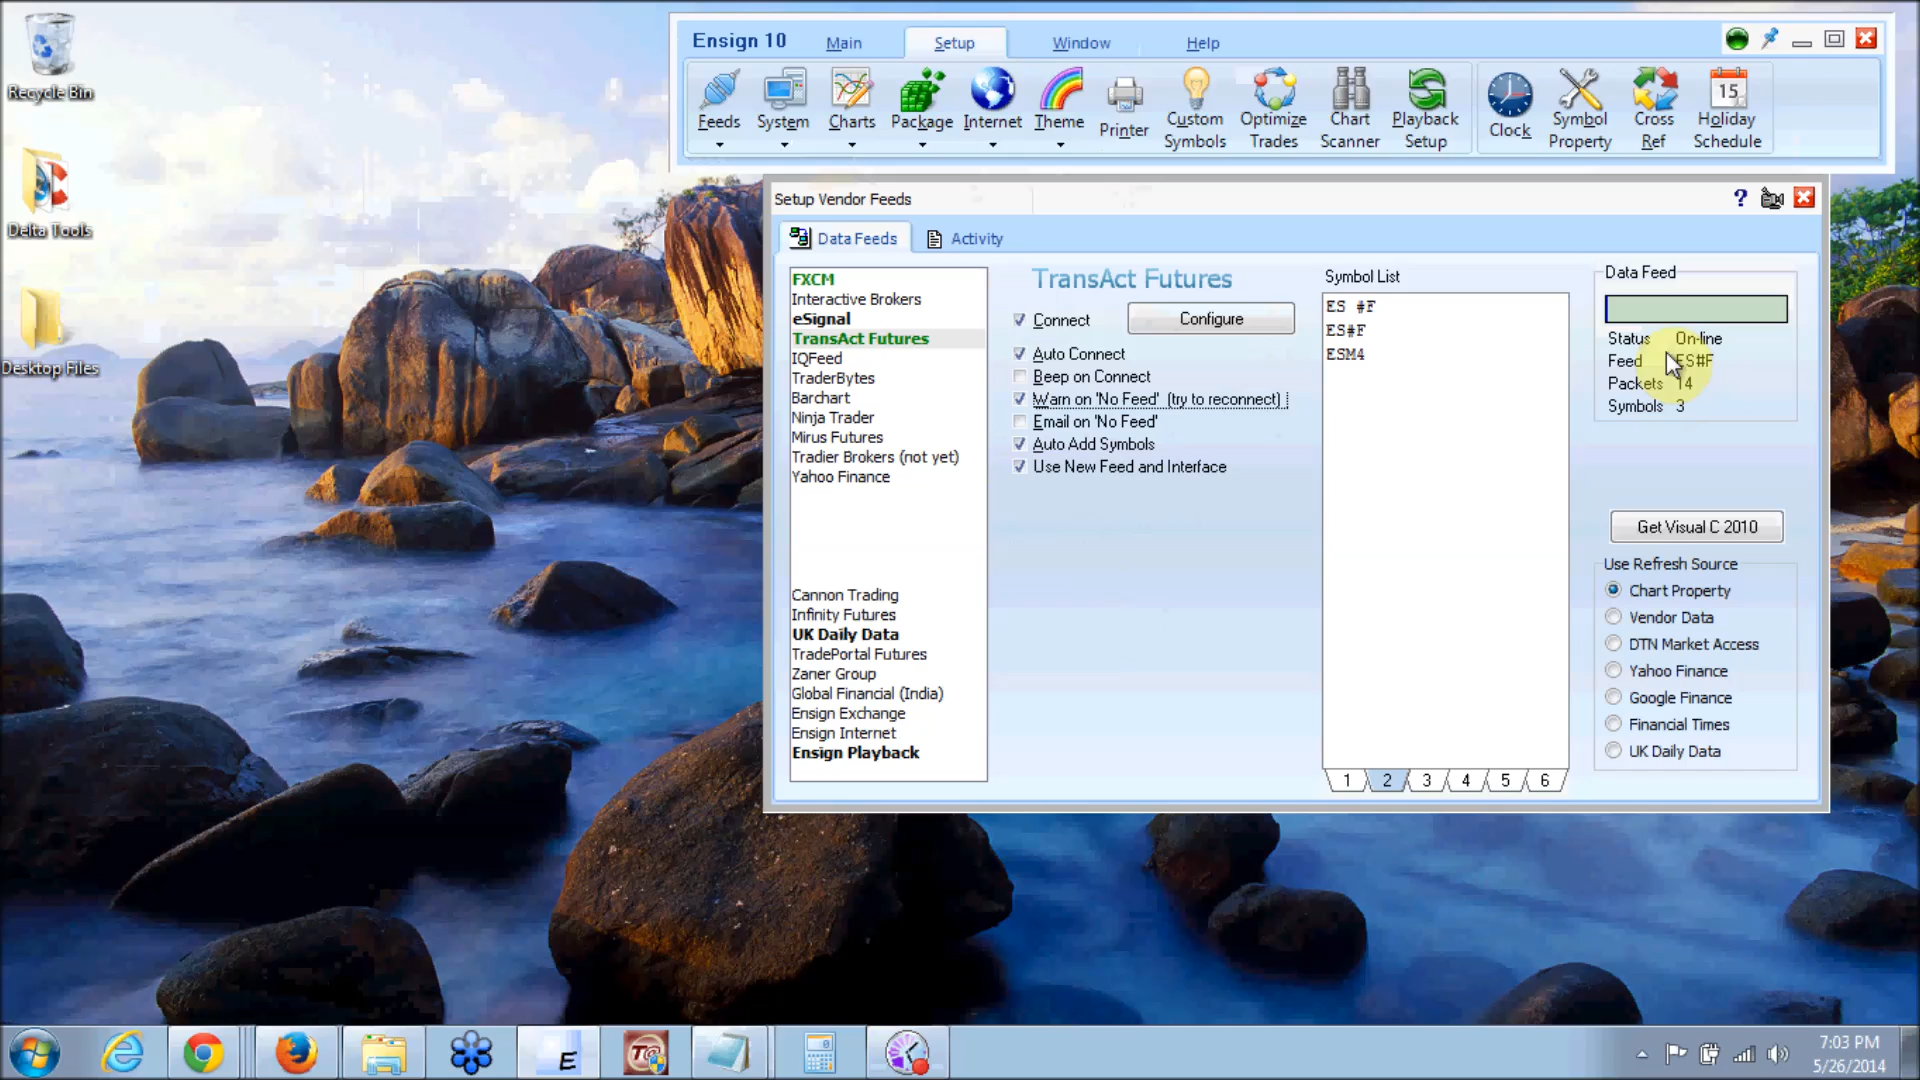 Recycle Bin
Delta Tools
Desktop Files
Ensign 10
Main
Setup
Window
Help
Feeds
System
Charts
Package
Internet
Theme
Printer
Custom
Symbols
Optimize
Trades
Chart
Scanner
Playback
Setup
Clock
Symbol
Property
Cross
Ref
15
Holiday
Schedule
Setup Vendor Feeds
?
Data Feeds
Activity
FXCM
Interactive Brokers
eSignal
TransAct Futures
IQFeed
TraderBytes
Barchart
Ninja Trader
Mirus Futures
Tradier Brokers (not yet)
Yahoo Finance
Cannon Trading
Infinity Futures
UK Daily Data
TradePortal Futures
Zaner Group
Global Financial (India)
Ensign Exchange
Ensign Internet
Ensign Playback
TransAct Futures
Connect
Configure
Auto Connect
Beep on Connect
Warn on 'No Feed' (try to reconnect)
Email on 'No Feed'
Auto Add Symbols
Use New Feed and Interface
Symbol List
ES #F
ES#F
ESM4
1 2 3 4 5 6
Data Feed
Status On-line
Feed ES#F
Packets 14
Symbols 3
Get Visual C 2010
Use Refresh Source
Chart Property
Vendor Data
DTN Market Access
Yahoo Finance
Google Finance
Financial Times
UK Daily Data
E
T@
7:03 PM
5/26/2014